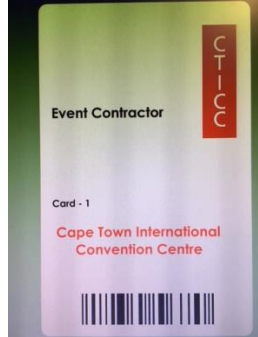 CTICC
Event Contractor
Card - 1
Cape Town International
Convention Centre